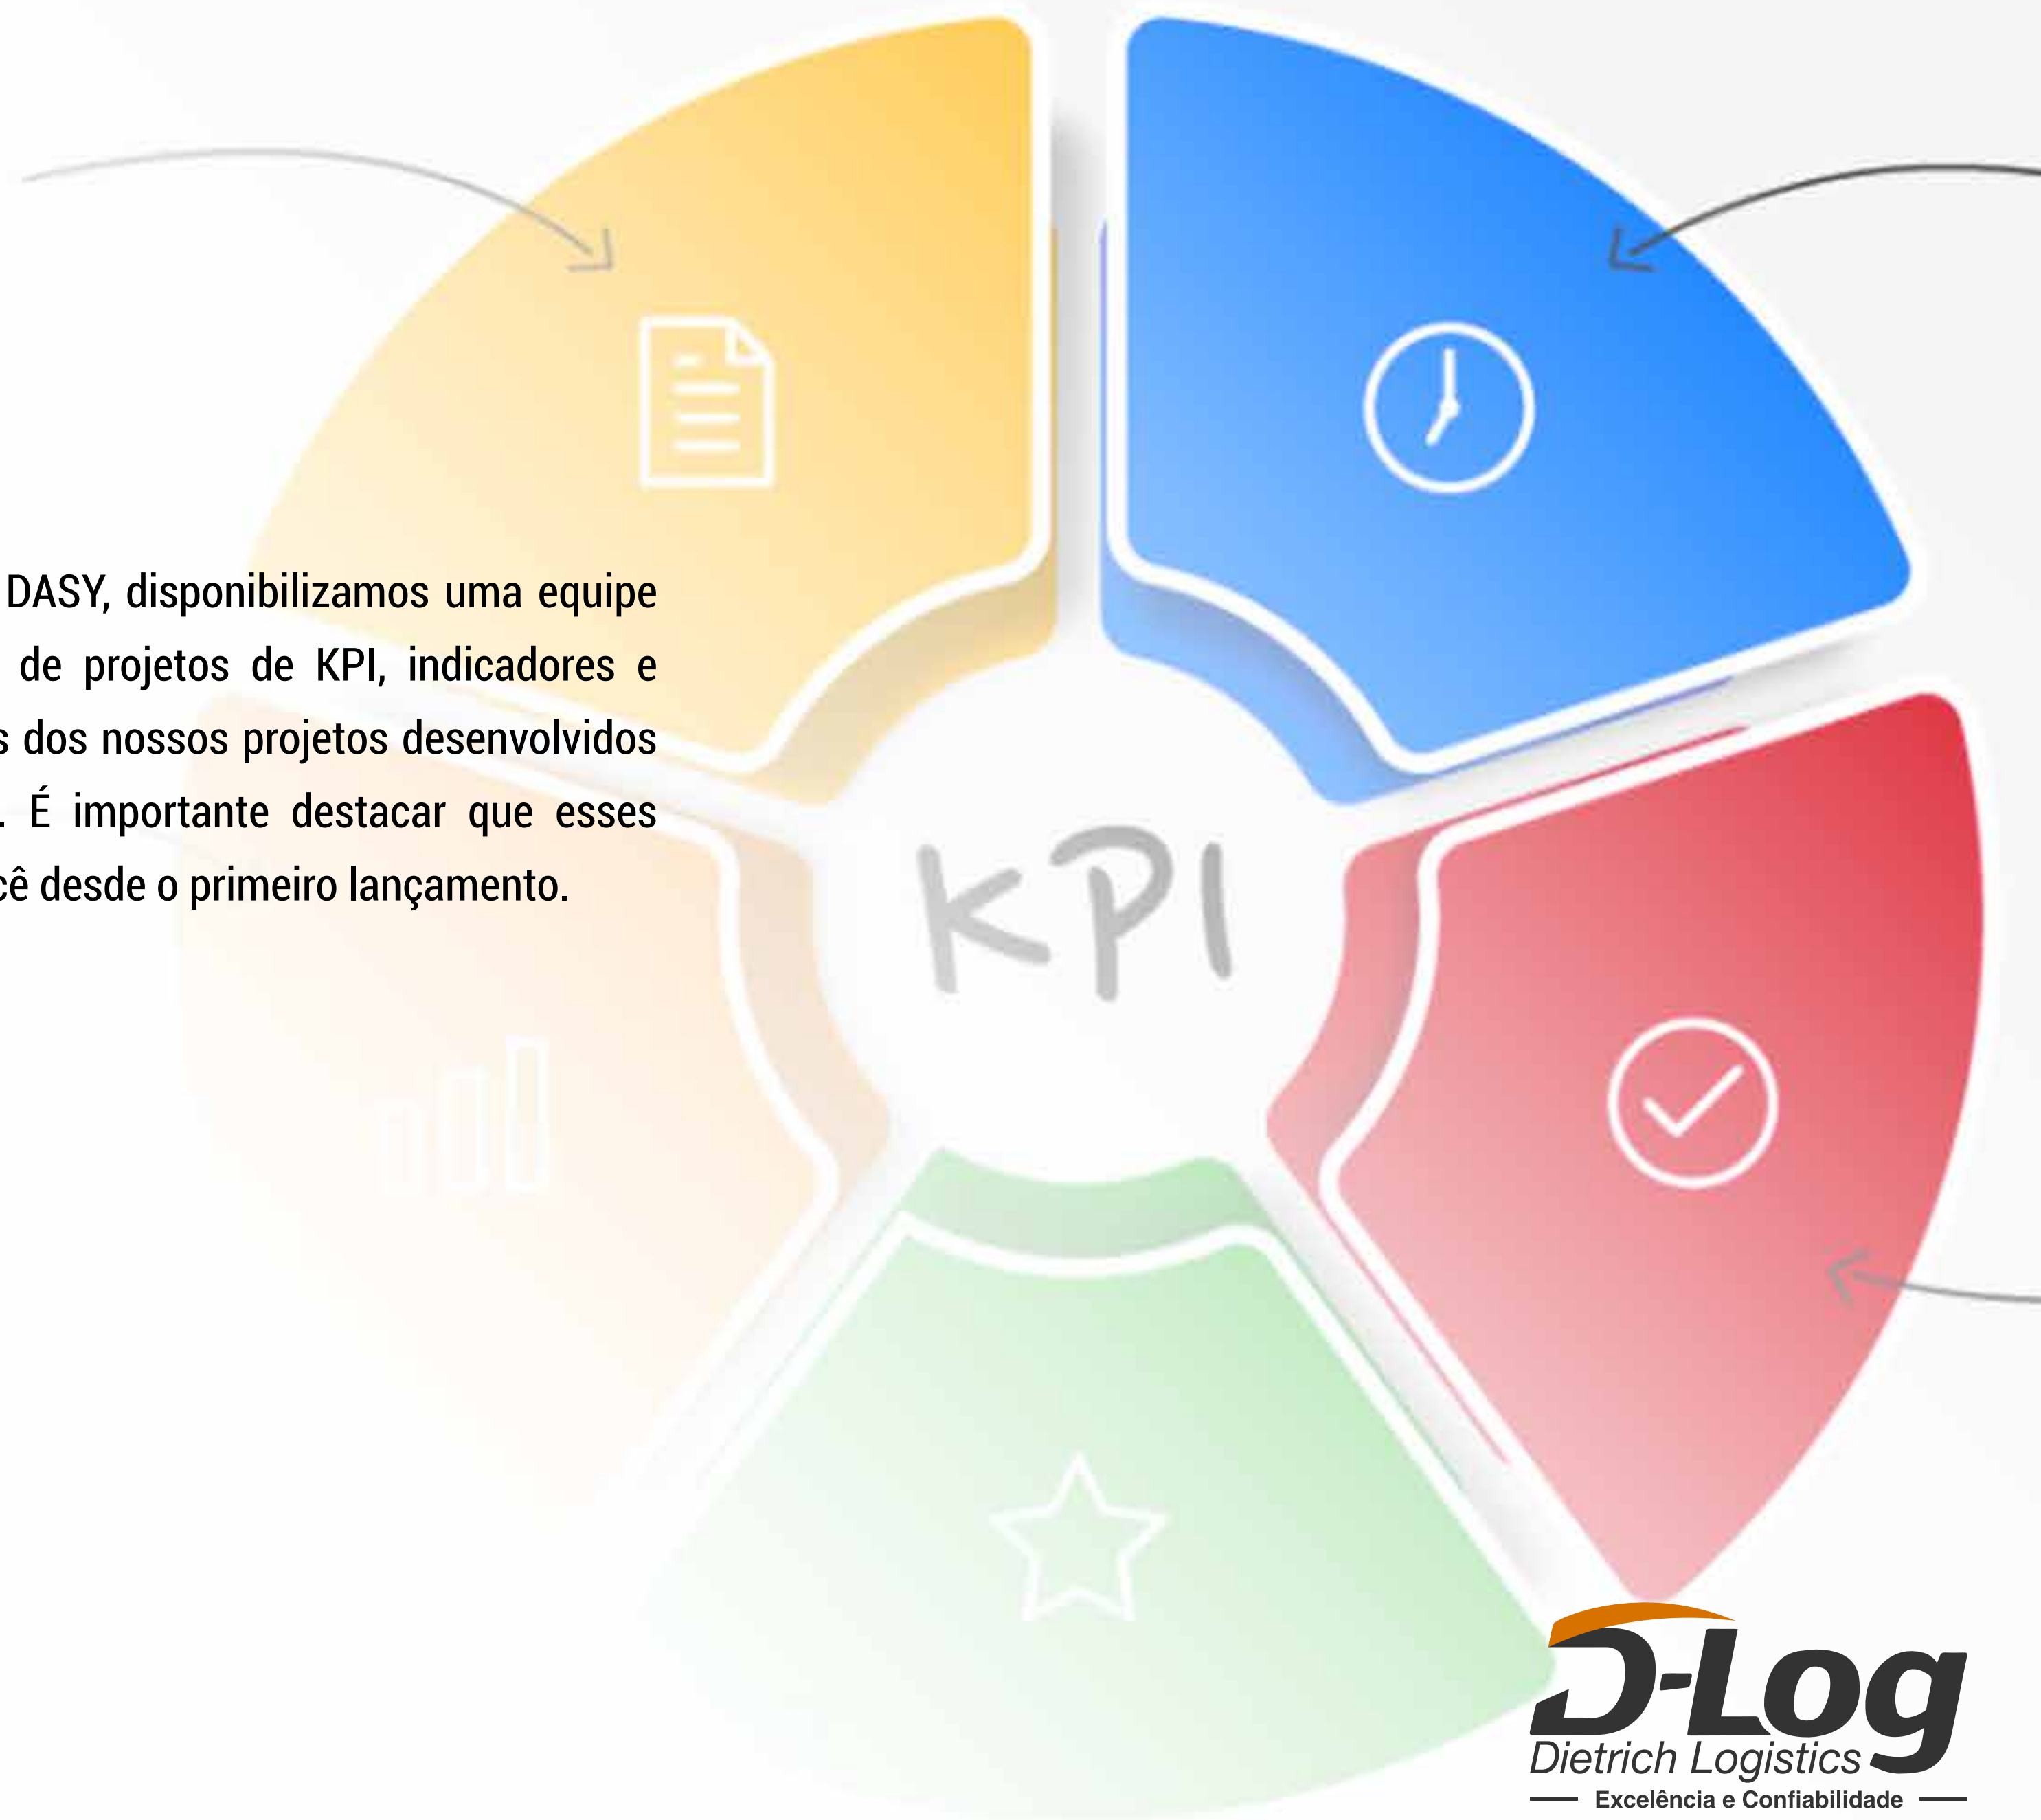 DASY, disponibilizamos uma equipe
de projetos de KPI, indicadores e
s dos nossos projetos desenvolvidos
. É importante destacar que esses
cê desde o primeiro lançamento.
KPI
D-Log
Dietrich Logistics
Excelência e Confiabilidade